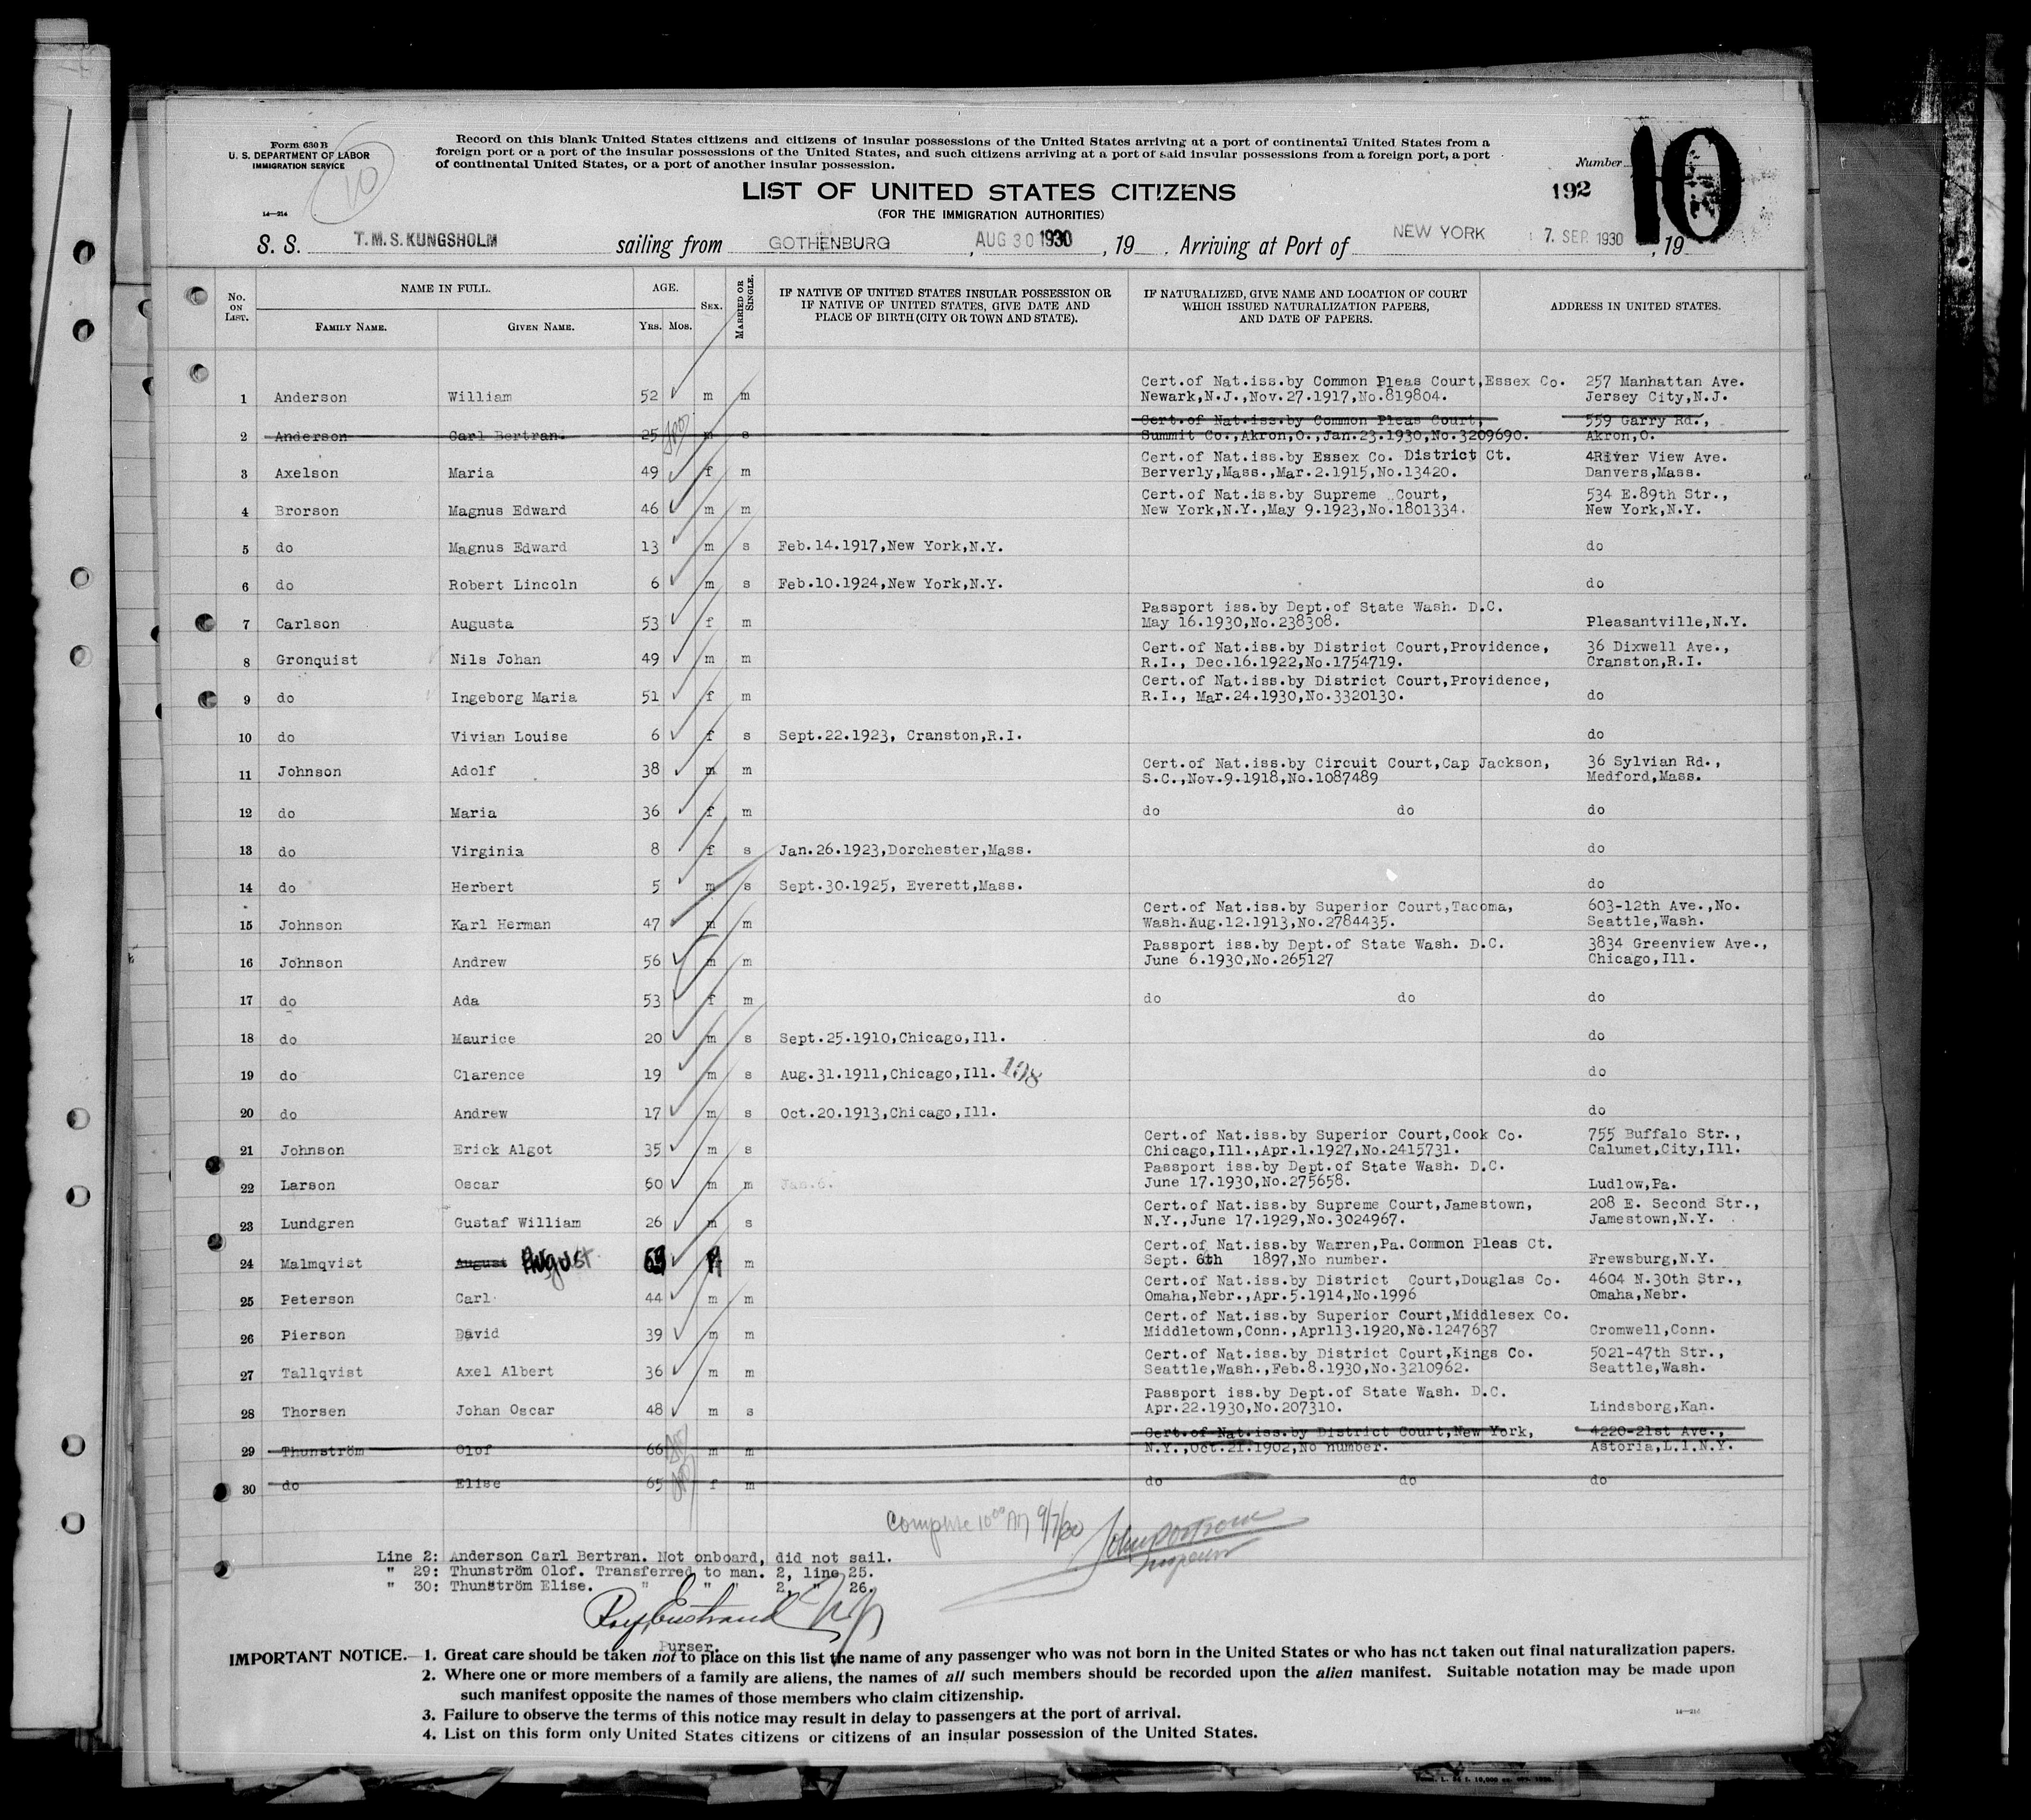 Form 630 B
U. S. DEPARTMENT OF LABOR
IMMIGRATION SERVICE
10
14—214
Record on this blank United States citizens and citizens of insular possessions of the United States arriving at a port of continental United States from a
foreign port or a port of the insular possessions of the United States, and such citizens arriving at a port of said insular possessions from a foreign port, a port
of continental United States, or a port of another insular possession.
Number 10
192
LIST OF UNITED STATES CITIZENS
(FOR THE IMMIGRATION AUTHORITIES)
S. S. T.M.S. KUNGSHOLM sailing from GOTHENBURG, AUG 30 1930, 19 , Arriving at Port of NEW YORK 7. SEP. 1930, 19
No. ON LIST. NAME IN FULL. AGE. SEX. MARRIED OR SINGLE. IF NATIVE OF UNITED STATES INSULAR POSSESSION OR IF NATIVE OF UNITED STATES, GIVE DATE AND PLACE OF BIRTH (CITY OR TOWN AND STATE). IF NATURALIZED, GIVE NAME AND LOCATION OF COURT WHICH ISSUED NATURALIZATION PAPERS, AND DATE OF PAPERS. ADDRESS IN UNITED STATES.
FAMILY NAME. GIVEN NAME. YRS. MOS.
Cert.of Nat.iss.by Common Pleas Court,Essex Co. 257 Manhattan Ave.
1 Anderson William 52 m m Newark,N.J.,Nov.27.1917,No.819804. Jersey City,N.J.
Cert.of Nat.iss.by Common Pleas Court, 559 Garry Rd.,
2 Anderson Carl Bertran. 25 m s Summit Co.,Akron,O.,Jan.23.1930,No.3209690. Akron,O.
Cert.of Nat.iss.by Essex Co. District Ct. 4River View Ave.
3 Axelson Maria 49 f m Berverly,Mass.,Mar.2.1915,No.13420. Danvers,Mass.
Cert.of Nat.iss.by Supreme Court, 534 E.89th Str.,
4 Brorson Magnus Edward 46 m m New York,N.Y.,May 9.1923,No.1801334. New York,N.Y.
5 do Magnus Edward 13 m s Feb.14.1917,New York,N.Y. do
6 do Robert Lincoln 6 m s Feb.10.1924,New York,N.Y. do
Passport iss.by Dept.of State Wash. D.C.
7 Carlson Augusta 53 f m May 16.1930,No.238308. Pleasantville,N.Y.
Cert.of Nat.iss.by District Court,Providence, 36 Dixwell Ave.,
8 Gronquist Nils Johan 49 m m R.I., Dec.16.1922,No.1754719. Cranston,R.I.
Cert.of Nat.iss.by District Court,Providence,
9 do Ingeborg Maria 51 f m R.I., Mar.24.1930,No.3320130. do
10 do Vivian Louise 6 f s Sept.22.1923, Cranston,R.I. do
Cert.of Nat.iss.by Circuit Court,Cap Jackson, 36 Sylvian Rd.,
11 Johnson Adolf 38 m m S.C.,Nov.9.1918,No.1087489 Medford,Mass.
12 do Maria 36 f m do do do
13 do Virginia 8 f s Jan.26.1923,Dorchester,Mass. do
14 do Herbert 5 m s Sept.30.1925, Everett,Mass. do
Cert.of Nat.iss.by Superior Court,Tacoma, 603-12th Ave.,No.
15 Johnson Karl Herman 47 m m Wash.Aug.12.1913,No.2784435. Seattle,Wash.
Passport iss.by Dept.of State Wash. D.C. 3834 Greenview Ave.,
16 Johnson Andrew 56 m m June 6.1930,No.265127 Chicago,Ill.
17 do Ada 53 f m do do do
18 do Maurice 20 m s Sept.25.1910,Chicago,Ill. do
19 do Clarence 19 m s Aug.31.1911,Chicago,Ill. 108 do
20 do Andrew 17 m s Oct.20.1913,Chicago,Ill. do
Cert.of Nat.iss.by Superior Court,Cook Co. 755 Buffalo Str.,
21 Johnson Erick Algot 35 m s Chicago,Ill.,Apr.1.1927,No.2415731. Calumet,City,Ill.
Passport iss.by Dept.of State Wash. D.C.
22 Larson Oscar 60 m m Jan.6. June 17.1930,No.275658. Ludlow,Pa.
Cert.of Nat.iss.by Supreme Court,Jamestown, 208 E. Second Str.,
23 Lundgren Gustaf William 26 m s N.Y.,June 17.1929,No.3024967. Jamestown,N.Y.
Cert.of Nat.iss.by Warren,Pa.Common Pleas Ct.
24 Malmqvist August August m Sept. 6th 1897,No number. Frewsburg,N.Y.
Cert.of Nat.iss.by District Court,Douglas Co. 4604 N.30th Str.,
25 Peterson Carl 44 m m Omaha,Nebr.,Apr.5.1914,No.1996 Omaha,Nebr.
Cert.of Nat.iss.by Superior Court,Middlesex Co.
26 Pierson David 39 m m Middletown,Conn.,April13.1920,No.1247637 Cromwell,Conn.
Cert.of Nat.iss.by District Court,Kings Co. 5021-47th Str.,
27 Tallqvist Axel Albert 36 m m Seattle,Wash.,Feb.8.1930,No.3210962. Seattle,Wash.
Passport iss.by Dept.of State Wash. D.C.
28 Thorsen Johan Oscar 48 m s Apr.22.1930,No.207310. Lindsborg,Kan.
Cert.of Nat.iss.by District Court,New York, 4220-21st Ave.,
29 Thunström Olof 66 m m N.Y.,Oct.21.1902,No number. Astoria,L.I.N.Y.
30 do Elise 65 f m do do do
Complete 10 00 AM 9/7/30
Inspector
Line 2: Anderson Carl Bertran. Not onboard, did not sail.
" 29: Thunström Olof. Transferred to man. 2, line 25.
" 30: Thunström Elise. " " " 2, " 26.
Purser.
IMPORTANT NOTICE.—1. Great care should be taken not to place on this list the name of any passenger who was not born in the United States or who has not taken out final naturalization papers.
2. Where one or more members of a family are aliens, the names of all such members should be recorded upon the alien manifest. Suitable notation may be made upon
such manifest opposite the names of those members who claim citizenship.
3. Failure to observe the terms of this notice may result in delay to passengers at the port of arrival.
4. List on this form only United States citizens or citizens of an insular possession of the United States.
14—214